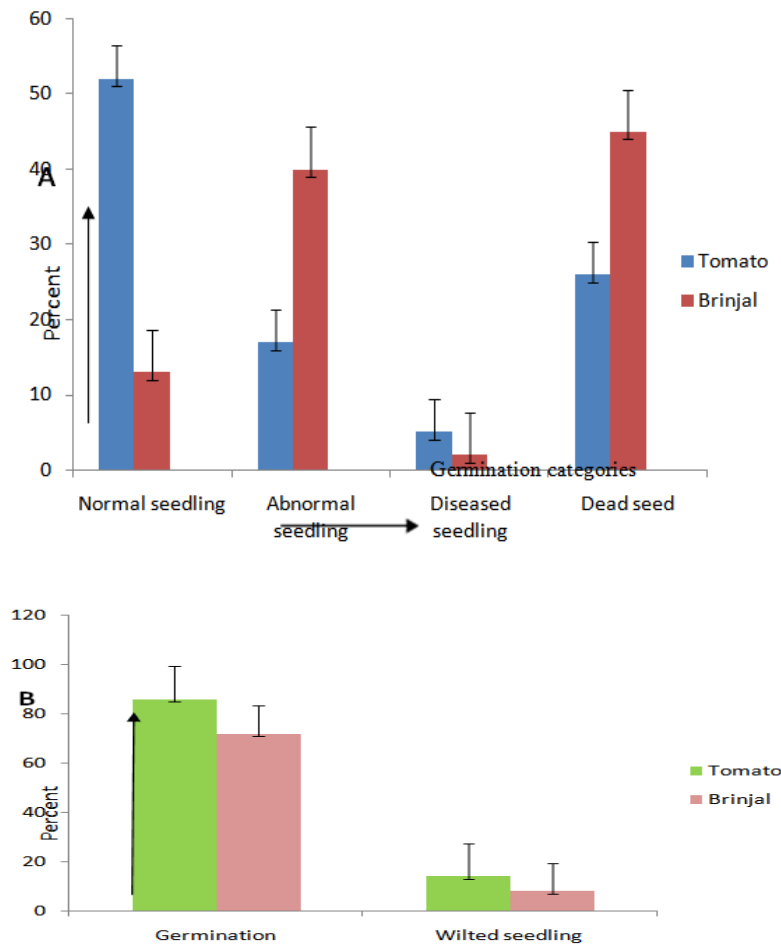 60
50
40
30
20
10
0
A
Percent
Tomato
Brinjal
Germination categories
Normal seedling
Abnormal seedling
Diseased seedling
Dead seed
120
100
80
60
40
20
0
B
Percent
Tomato
Brinjal
Germination
Wilted seedling